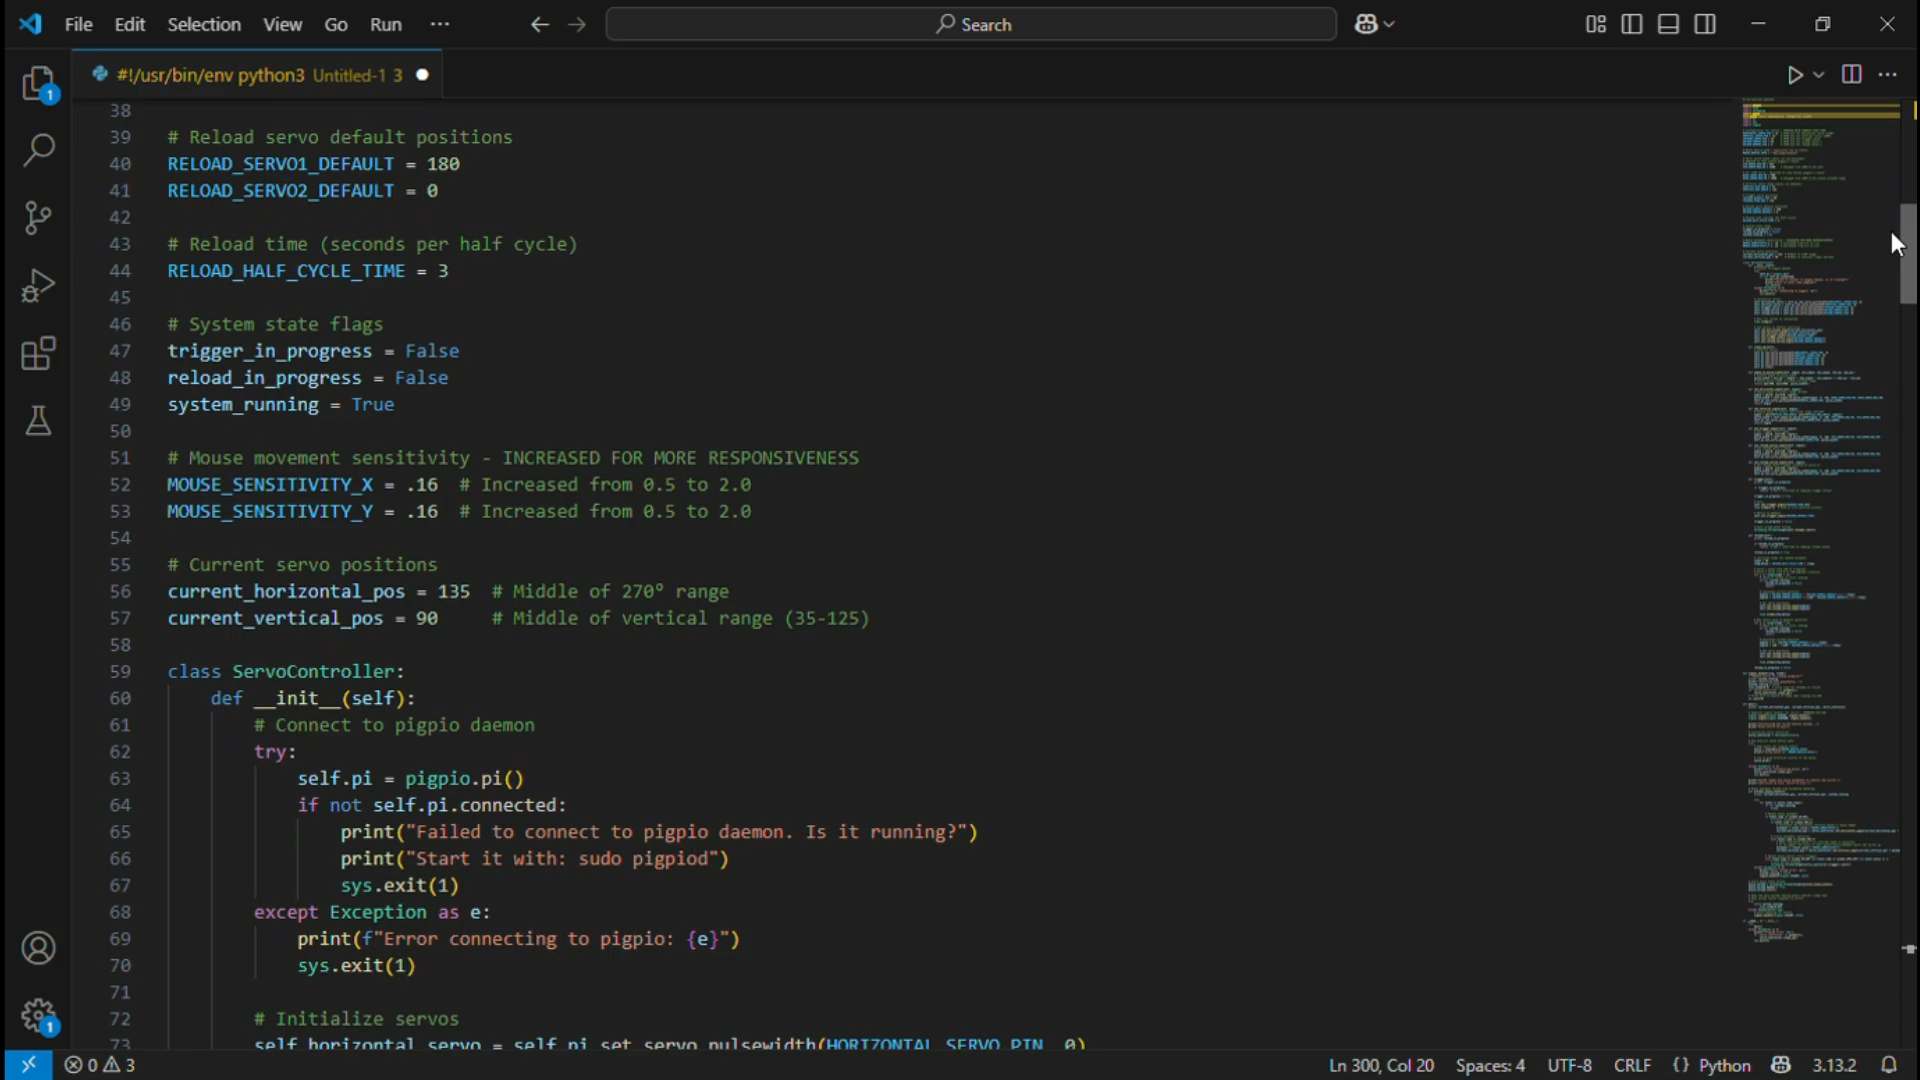 File Edit Selection View Go Run ··· Search
#!/usr/bin/env python3 Untitled-1 3
38
39 # Reload servo default positions
40 RELOAD_SERVO1_DEFAULT = 180
41 RELOAD_SERVO2_DEFAULT = 0
42
43 # Reload time (seconds per half cycle)
44 RELOAD_HALF_CYCLE_TIME = 3
45
46 # System state flags
47 trigger_in_progress = False
48 reload_in_progress = False
49 system_running = True
50
51 # Mouse movement sensitivity - INCREASED FOR MORE RESPONSIVENESS
52 MOUSE_SENSITIVITY_X = .16 # Increased from 0.5 to 2.0
53 MOUSE_SENSITIVITY_Y = .16 # Increased from 0.5 to 2.0
54
55 # Current servo positions
56 current_horizontal_pos = 135 # Middle of 270° range
57 current_vertical_pos = 90 # Middle of vertical range (35-125)
58
59 class ServoController:
60 def __init__(self):
61 # Connect to pigpio daemon
62 try:
63 self.pi = pigpio.pi()
64 if not self.pi.connected:
65 print("Failed to connect to pigpio daemon. Is it running?")
66 print("Start it with: sudo pigpiod")
67 sys.exit(1)
68 except Exception as e:
69 print(f"Error connecting to pigpio: {e}")
70 sys.exit(1)
71
72 # Initialize servos
73 self.horizontal_servo = self.pi.set_servo_pulsewidth(HORIZONTAL_SERVO_PIN, 0)
1
1
0 3 Ln 300, Col 20 Spaces: 4 UTF-8 CRLF {} Python 3.13.2